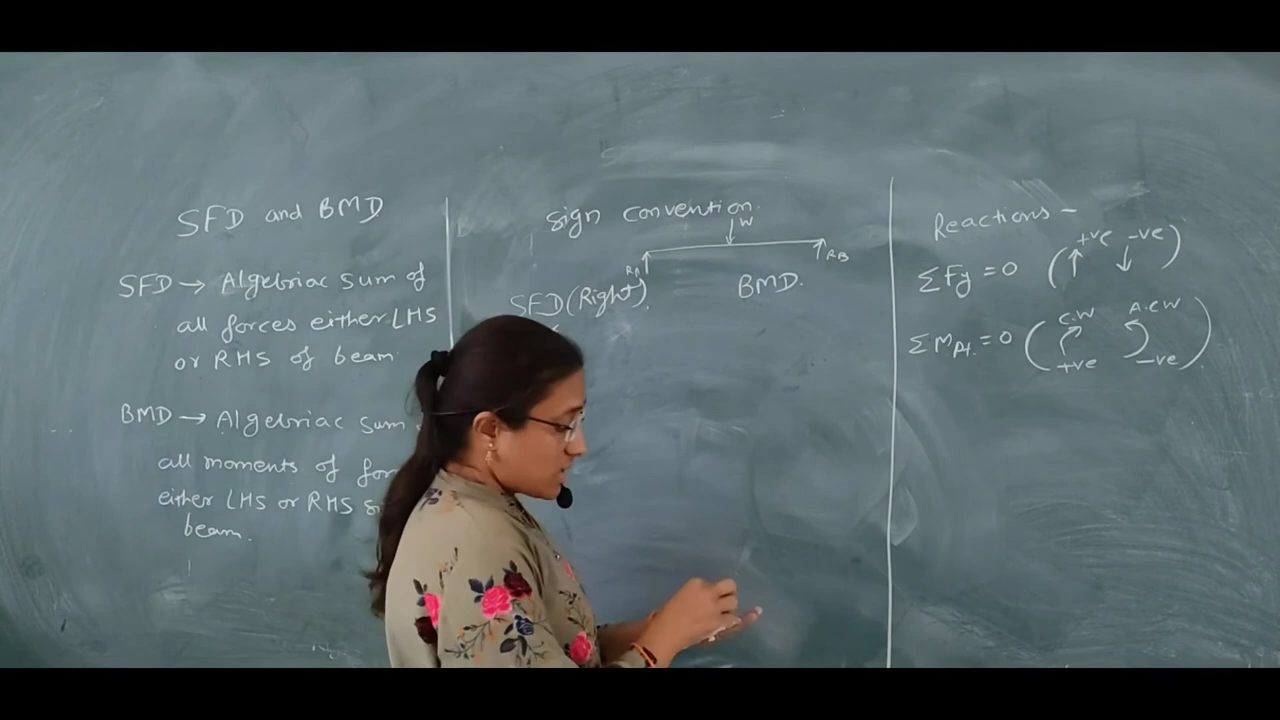 SFD and BMD
SFD → Algebriac sum of
all forces either LHS
or RHS of beam.
BMD → Algebriac sum
all moments of
either LHS or RHS
beam.
sign convention.
W
RA
RB
SFD (Right).
BMD.
Reactions -
ΣFy = 0 (↑ +ve ↓ -ve)
ΣMpt. = 0 ( C.W +ve A.C.W -ve ).